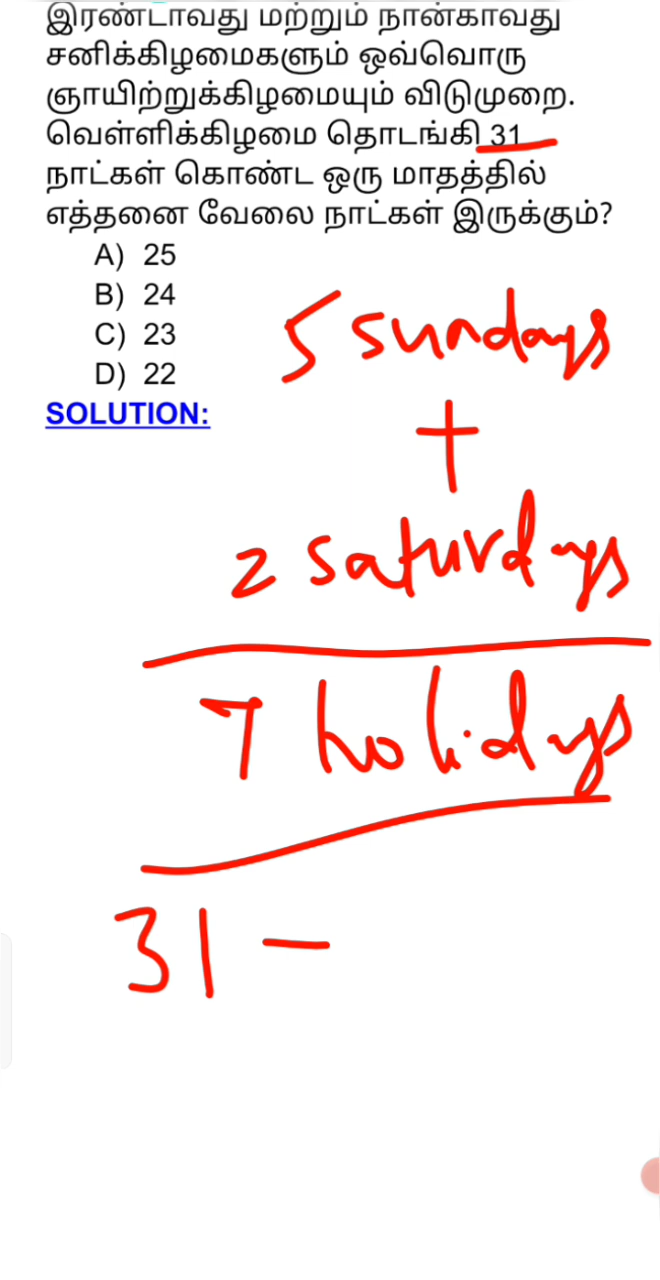 இரண்டாவது மற்றும் நான்காவது
சனிக்கிழமைகளும் ஒவ்வொரு
ஞாயிற்றுக்கிழமையும் விடுமுறை.
வெள்ளிக்கிழமை தொடங்கி 31
நாட்கள் கொண்ட ஒரு மாதத்தில்
எத்தனை வேலை நாட்கள் இருக்கும்?
A) 25
B) 24
C) 23
D) 22
SOLUTION:
5 sundays
+
2 saturdays
7 holidys
31 –